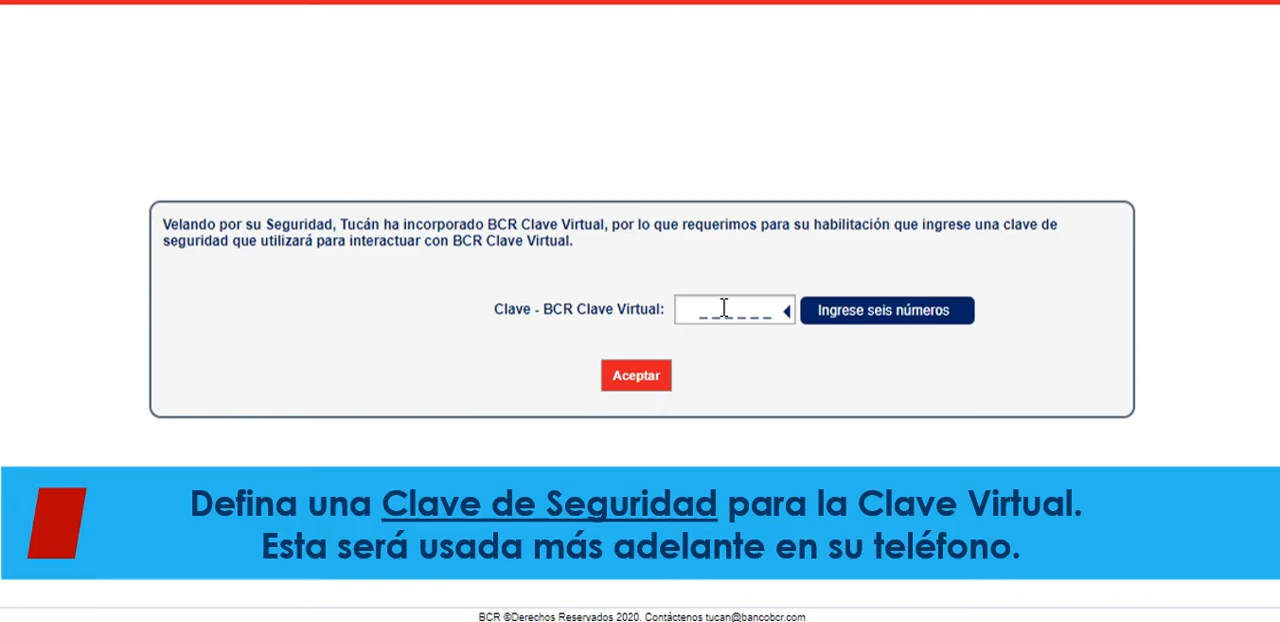 Velando por su Seguridad, Tucán ha incorporado BCR Clave Virtual, por lo que requerimos para su habilitación que ingrese una clave de
seguridad que utilizará para interactuar con BCR Clave Virtual.
Clave - BCR Clave Virtual: _ _ _ _ _ _ Ingrese seis números
Aceptar
Defina una Clave de Seguridad para la Clave Virtual.
Esta será usada más adelante en su teléfono.
BCR ©Derechos Reservados 2020. Contáctenos tucan@bancobcr.com